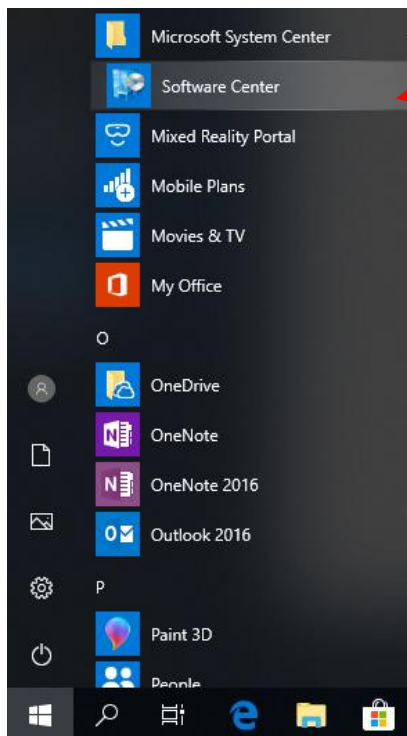 Microsoft System Center
Software Center
Mixed Reality Portal
Mobile Plans
Movies & TV
My Office
O
OneDrive
OneNote
OneNote 2016
Outlook 2016
P
Paint 3D
People